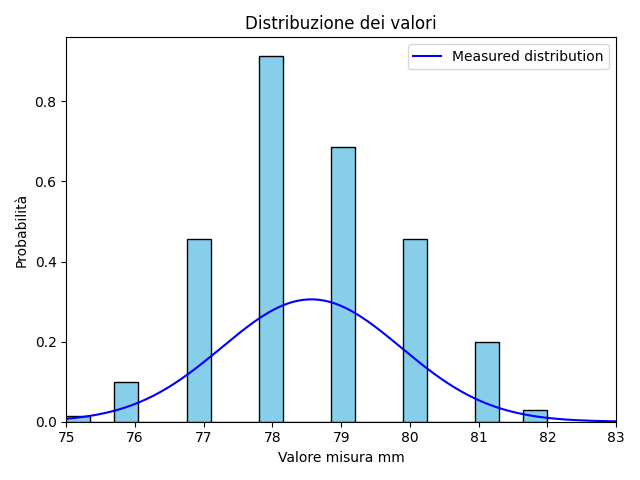 Distribuzione dei valori
Measured distribution
Probabilità
0.8
0.6
0.4
0.2
0.0
75 76 77 78 79 80 81 82 83
Valore misura mm